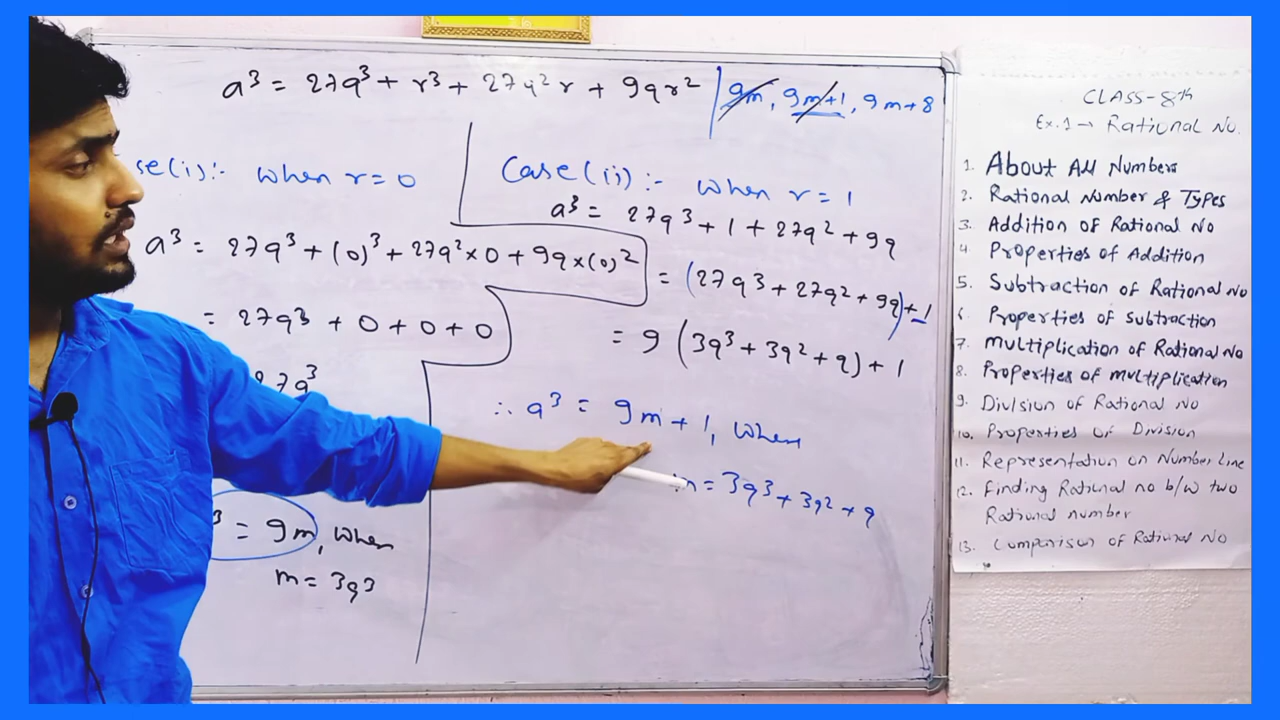 a³ = 27q³ + r³ + 27q²r + 9qr² | 9m, 9m+1, 9m+8
se(i):- when r = 0
a³ = 27q³ + (0)³ + 27q² × 0 + 9q × (0)²
= 27q³ + 0 + 0 + 0
27q³
³ = 9m, when
m = 3q³
Case (ii) :- when r = 1
a³ = 27q³ + 1 + 27q² + 9q
= (27q³ + 27q² + 9q) + 1
= 9 (3q³ + 3q² + q) + 1
∴ a³ = 9m + 1, when
= 3q³ + 3q² + q
CLASS-8th
Ex.1 → Rational No.
1. About All Numbers
2. Rational Number & Types
3. Addition of Rational No
4. Properties of Addition
5. Subtraction of Rational No
6. Properties of subtraction
7. Multiplication of Rational No
8. Properties of multiplication
9. Division of Rational No
10. Properties of Division
11. Representation on Number Line
12. Finding Rational no b/w two
Rational number
13. Comparison of Rational No